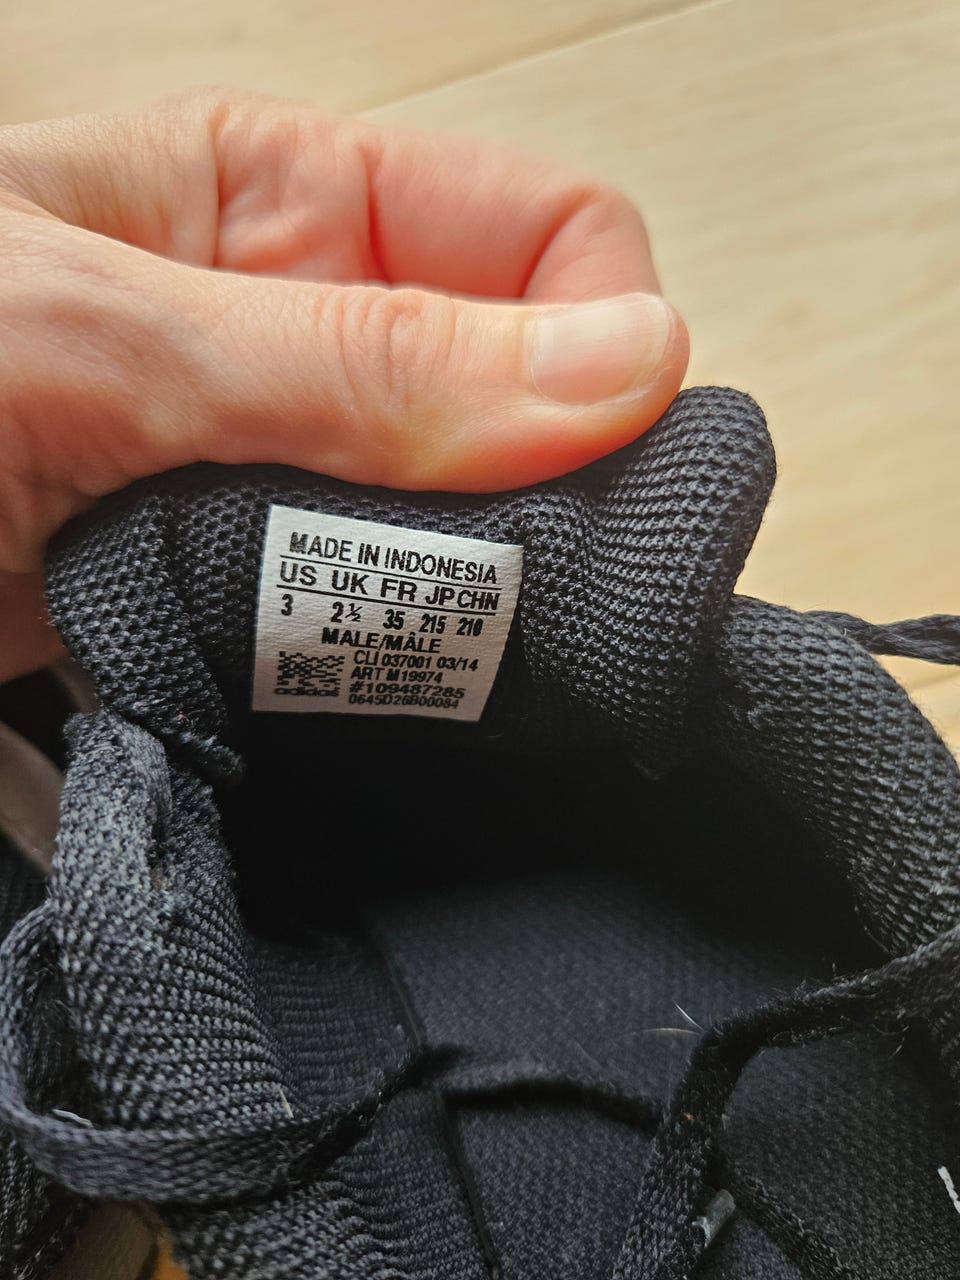 MADE IN INDONESIA
US UK FR JP CHN
3 2½ 35 215 210
MALE/MÂLE
CLI 037001 03/14
ART M19974
#109487285
adidas 0645D26B00084